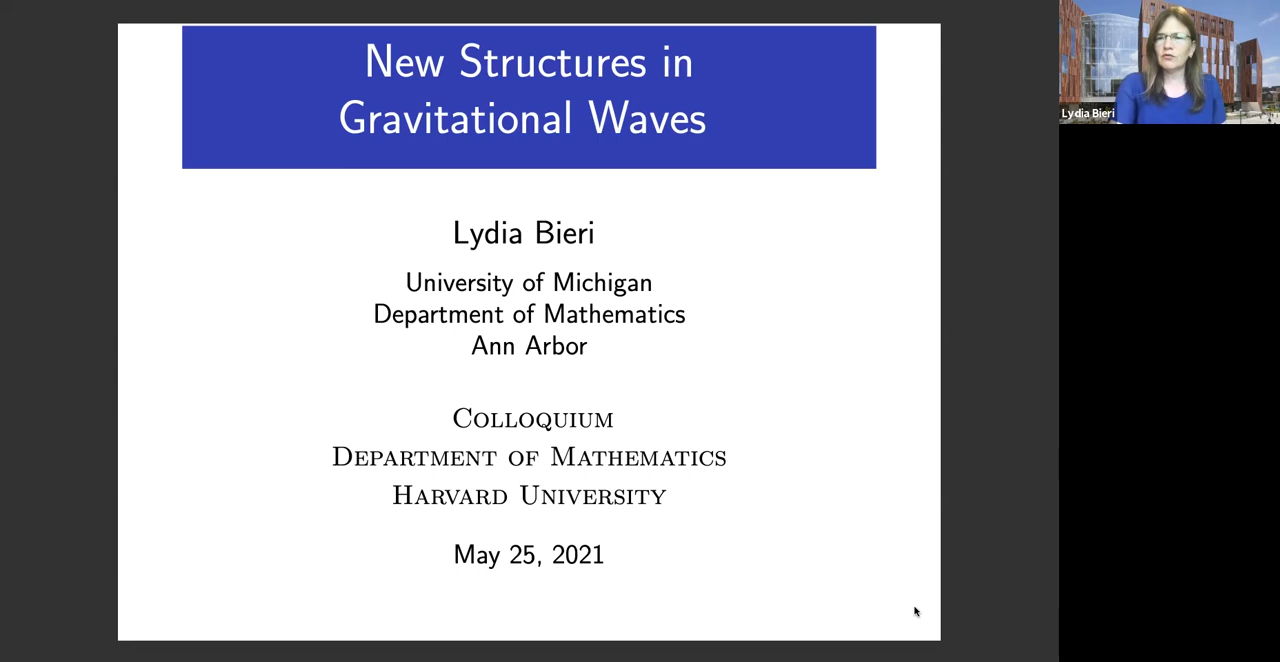 New Structures in
Gravitational Waves
Lydia Bieri
University of Michigan
Department of Mathematics
Ann Arbor
Colloquium
Department of Mathematics
Harvard University
May 25, 2021
Lydia Bieri